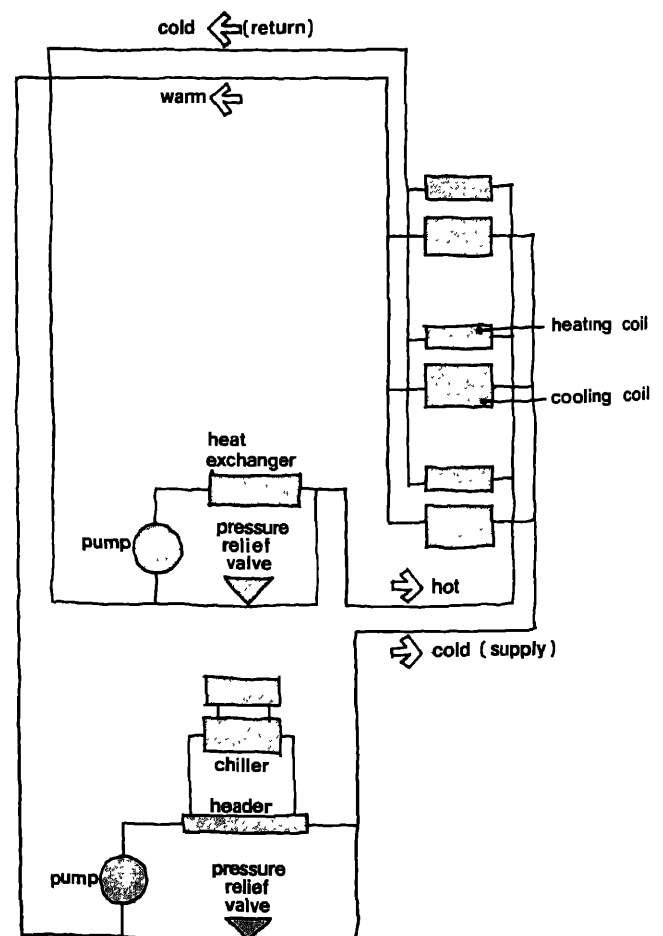 cold (return)
warm
heating coil
cooling coil
heat
exchanger
pump
pressure
relief
valve
hot
cold ( supply )
chiller
header
pump
pressure
relief
valve